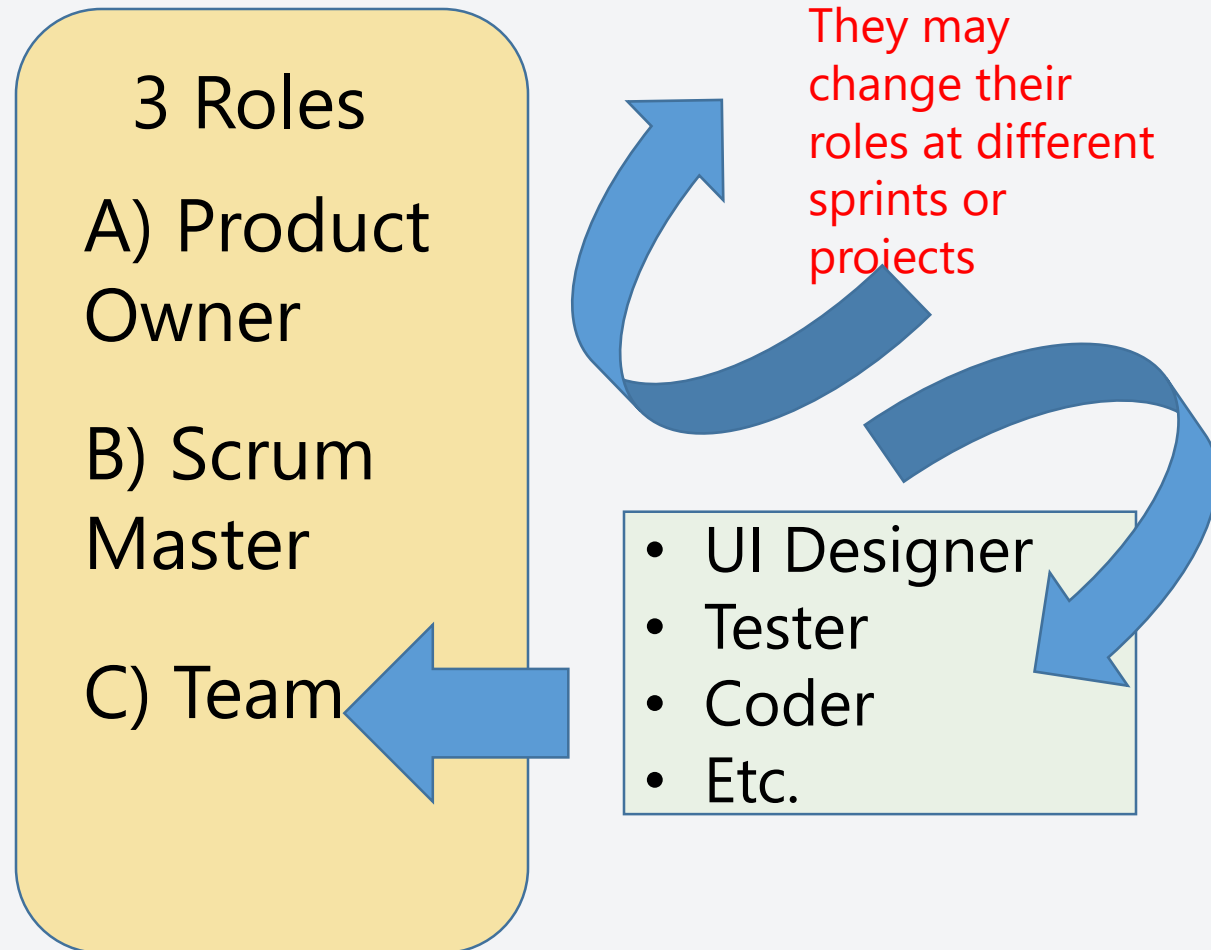 3 Roles
A) Product
Owner
B) Scrum
Master
C) Team
They may
change their
roles at different
sprints or
projects
• UI Designer
• Tester
• Coder
• Etc.